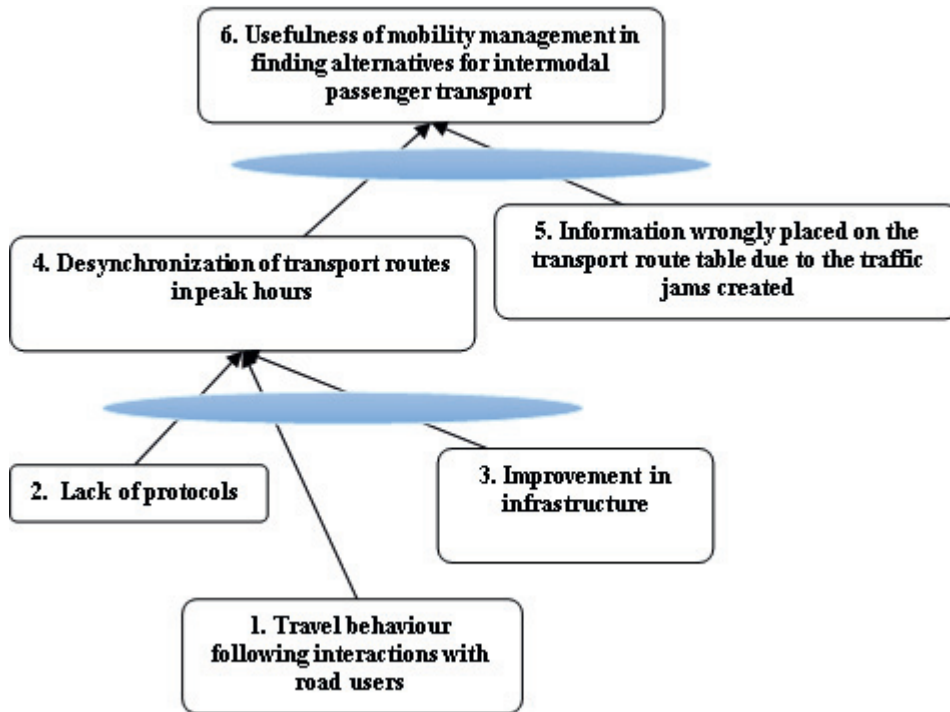 6. Usefulness of mobility management in
finding alternatives for intermodal
passenger transport
5. Information wrongly placed on the
transport route table due to the traffic
jams created
4. Desynchronization of transport routes
in peak hours
2. Lack of protocols
3. Improvement in
infrastructure
1. Travel behaviour
following interactions with
road users